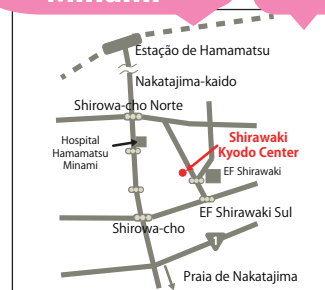 Estação de Hamamatsu
Nakatajima-kaido
Shirowa-cho Norte
Hospital
Hamamatsu
Minami
Shirawaki
Kyodo Center
EF Shirawaki
EF Shirawaki Sul
Shirowa-cho
1
Praia de Nakatajima